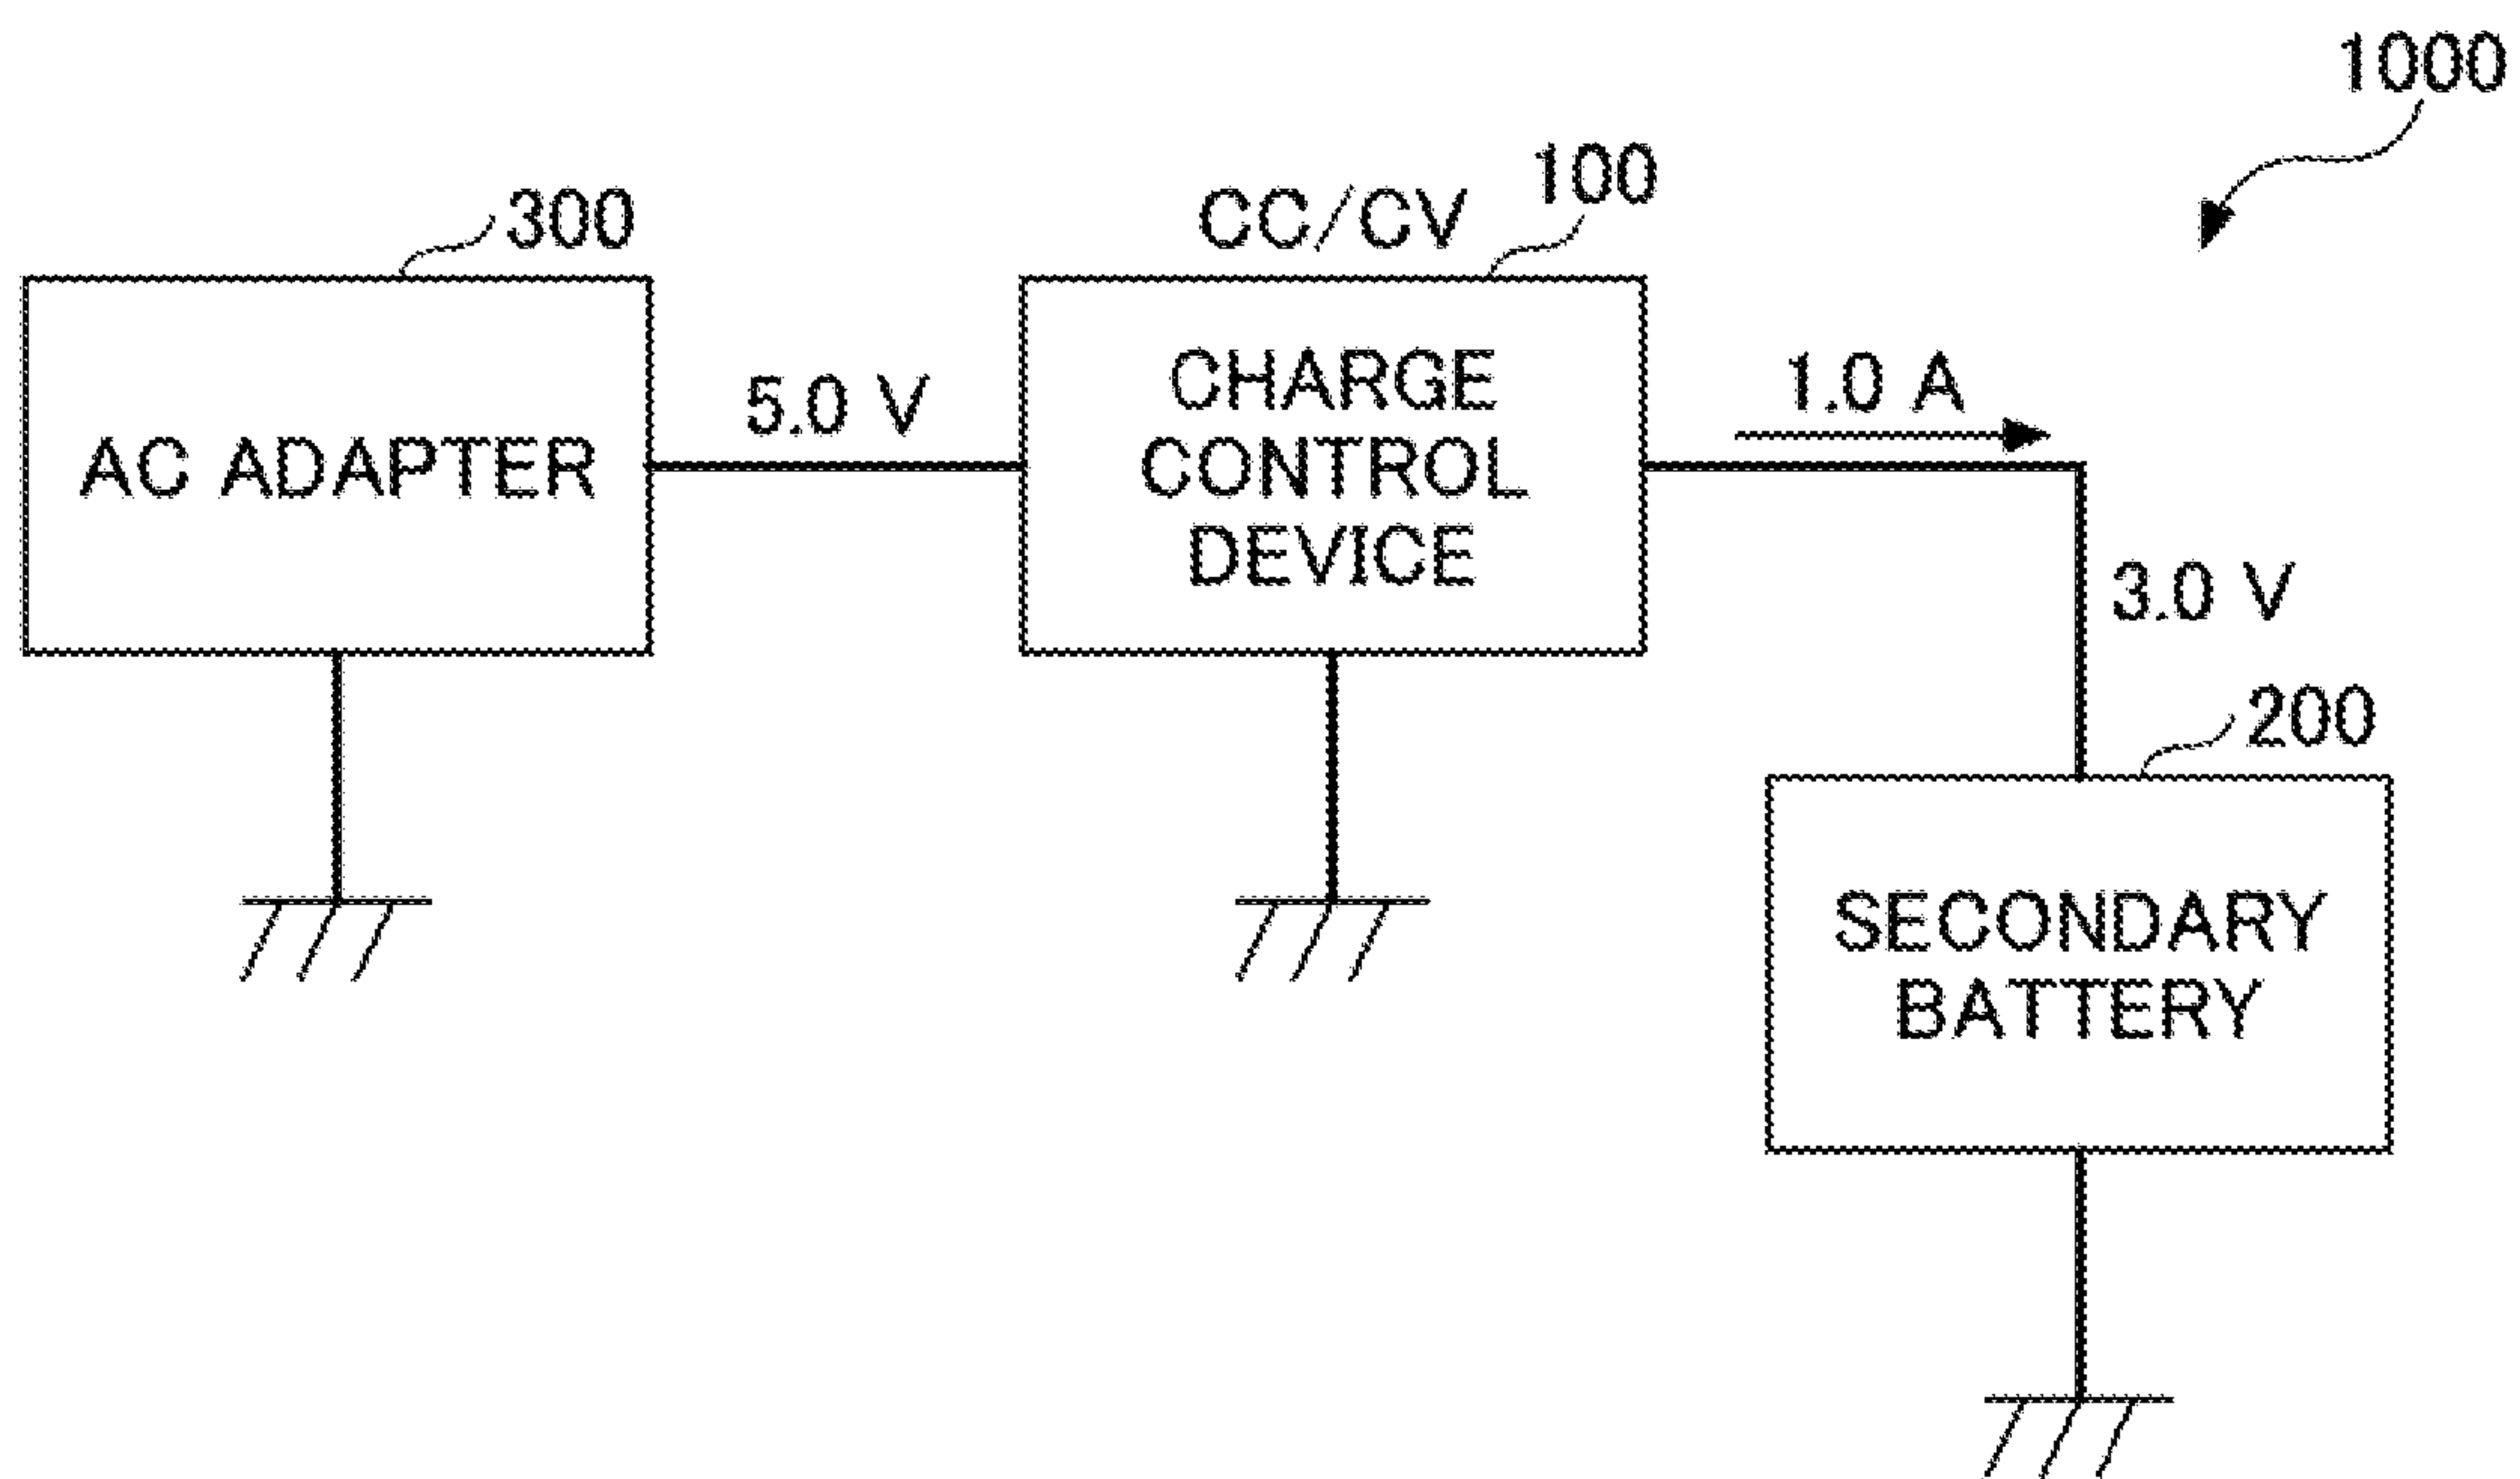 1000
300
CC/CV
100
AC ADAPTER
5.0 V
CHARGE
CONTROL
DEVICE
1.0 A
3.0 V
200
SECONDARY
BATTERY